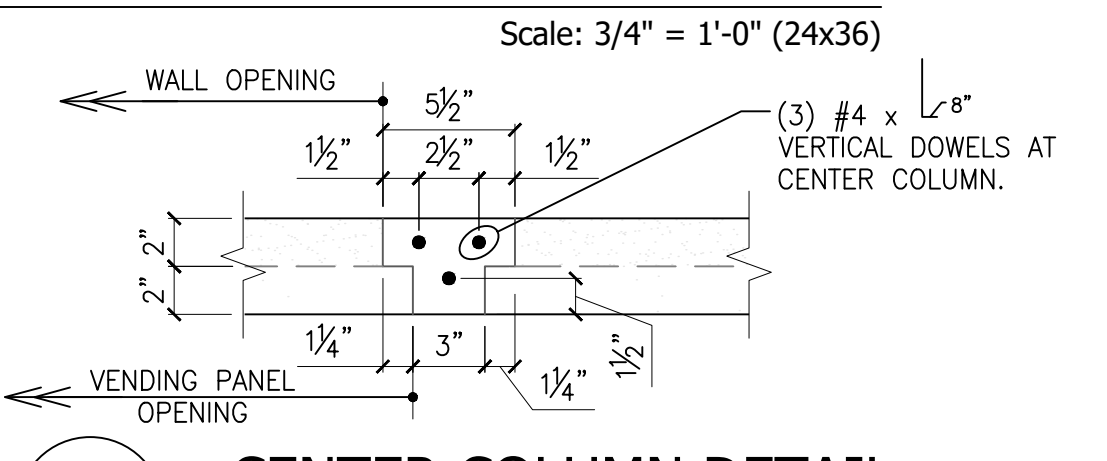 Scale: 3/4" = 1'-0" (24x36)
WALL OPENING
5½"
8"
(3) #4 x
1½" 2½" 1½"
VERTICAL DOWELS AT
CENTER COLUMN.
2"
2"
1¼" 3" 1½"
1¼"
VENDING PANEL
OPENING